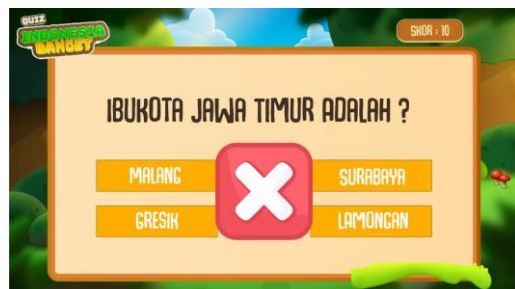 QUIZZ
INDONESIA
BANGET
SKOR : 10
IBUKOTA JAWA TIMUR ADALAH ?
MALANG
SURABAYA
GRESIK
LAMONGAN